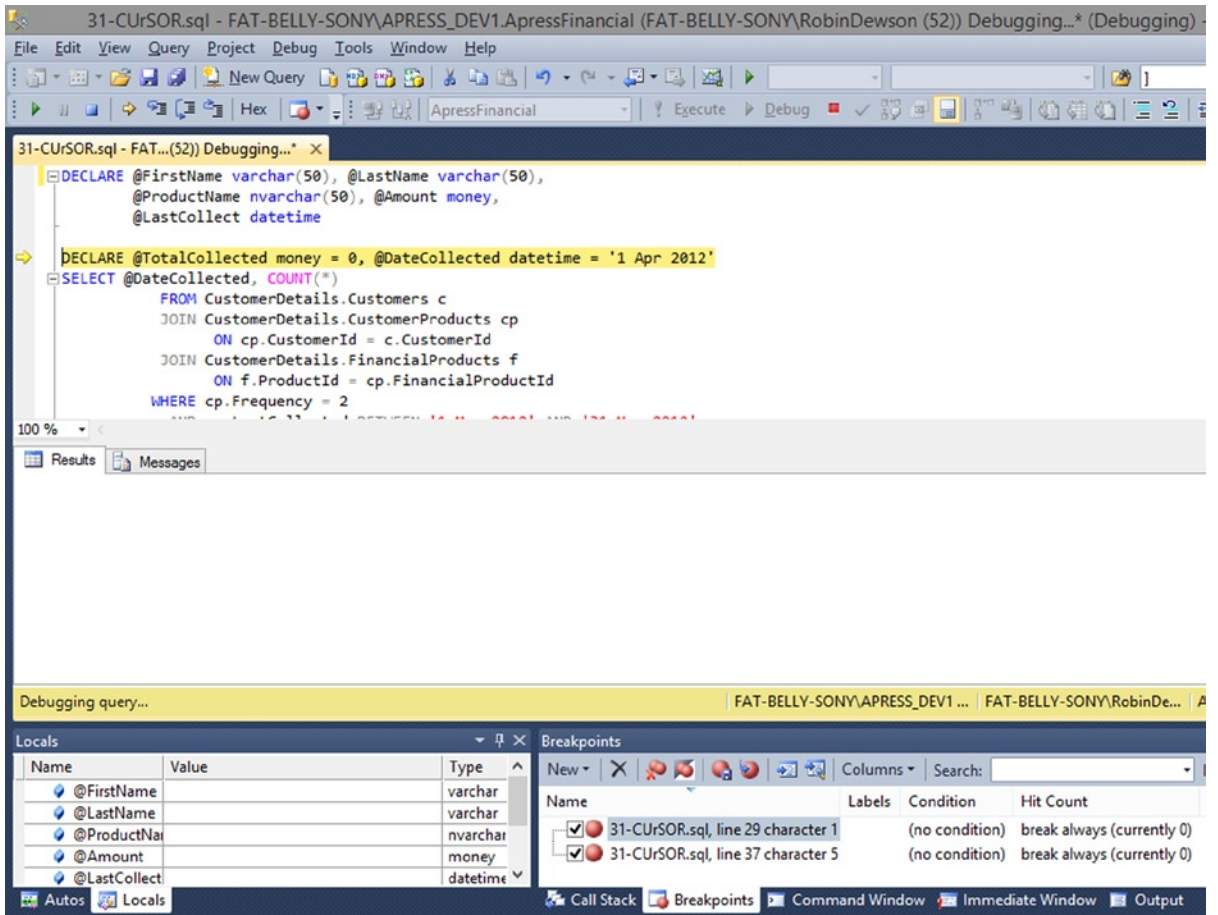 31-CUrSOR.sql - FAT-BELLY-SONY\APRESS_DEV1.ApressFinancial (FAT-BELLY-SONY\RobinDewson (52)) Debugging...* (Debugging) -
File Edit View Query Project Debug Tools Window Help
New Query ]
Hex ApressFinancial Execute Debug
31-CUrSOR.sql - FAT...(52)) Debugging...*
DECLARE @FirstName varchar(50), @LastName varchar(50),
@ProductName nvarchar(50), @Amount money,
@LastCollect datetime
DECLARE @TotalCollected money = 0, @DateCollected datetime = '1 Apr 2012'
SELECT @DateCollected, COUNT(*)
FROM CustomerDetails.Customers c
JOIN CustomerDetails.CustomerProducts cp
ON cp.CustomerId = c.CustomerId
JOIN CustomerDetails.FinancialProducts f
ON f.ProductId = cp.FinancialProductId
WHERE cp.Frequency = 2
100 %
Results Messages
Debugging query... FAT-BELLY-SONY\APRESS_DEV1 ... FAT-BELLY-SONY\RobinDe... A
Locals
Name Value Type
@FirstName varchar
@LastName varchar
@ProductNa nvarchar
@Amount money
@LastCollect datetime
Autos Locals
Breakpoints
New Columns Search:
Name Labels Condition Hit Count
31-CUrSOR.sql, line 29 character 1 (no condition) break always (currently 0)
31-CUrSOR.sql, line 37 character 5 (no condition) break always (currently 0)
Call Stack Breakpoints Command Window Immediate Window Output